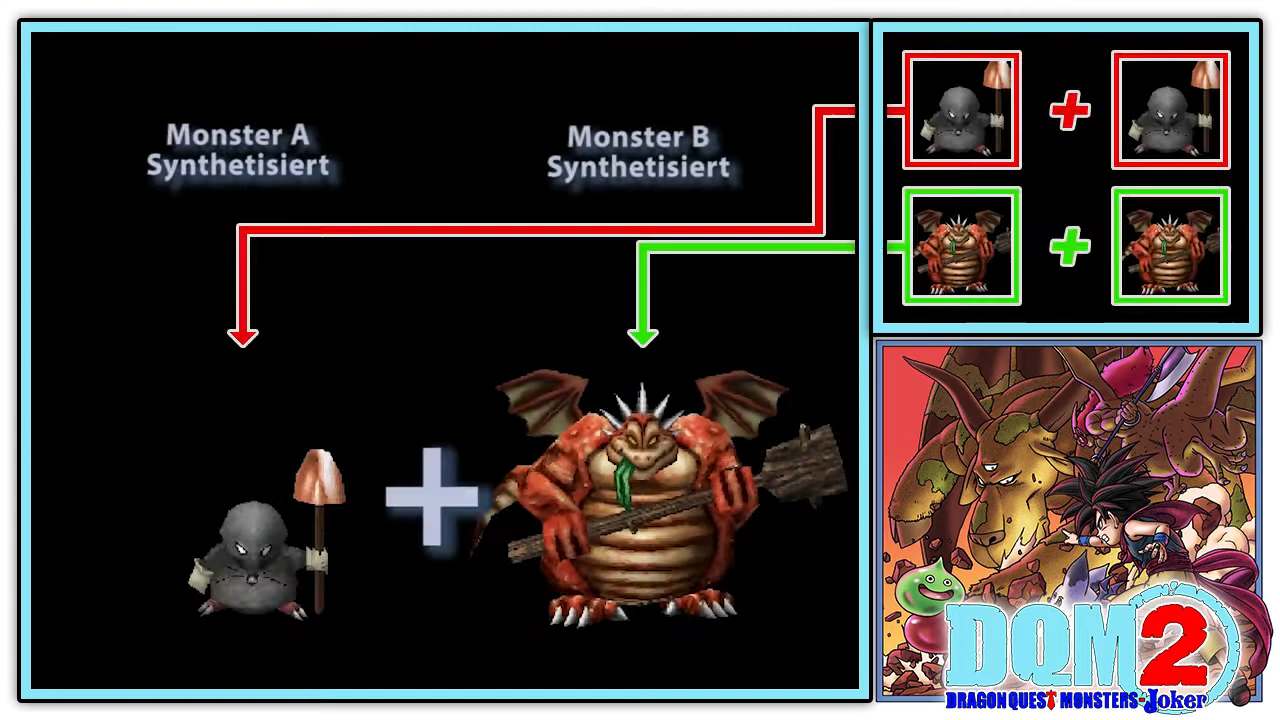 Monster A
Synthetisiert
Monster B
Synthetisiert
DQM2
DRAGON QUEST MONSTERS-Joker